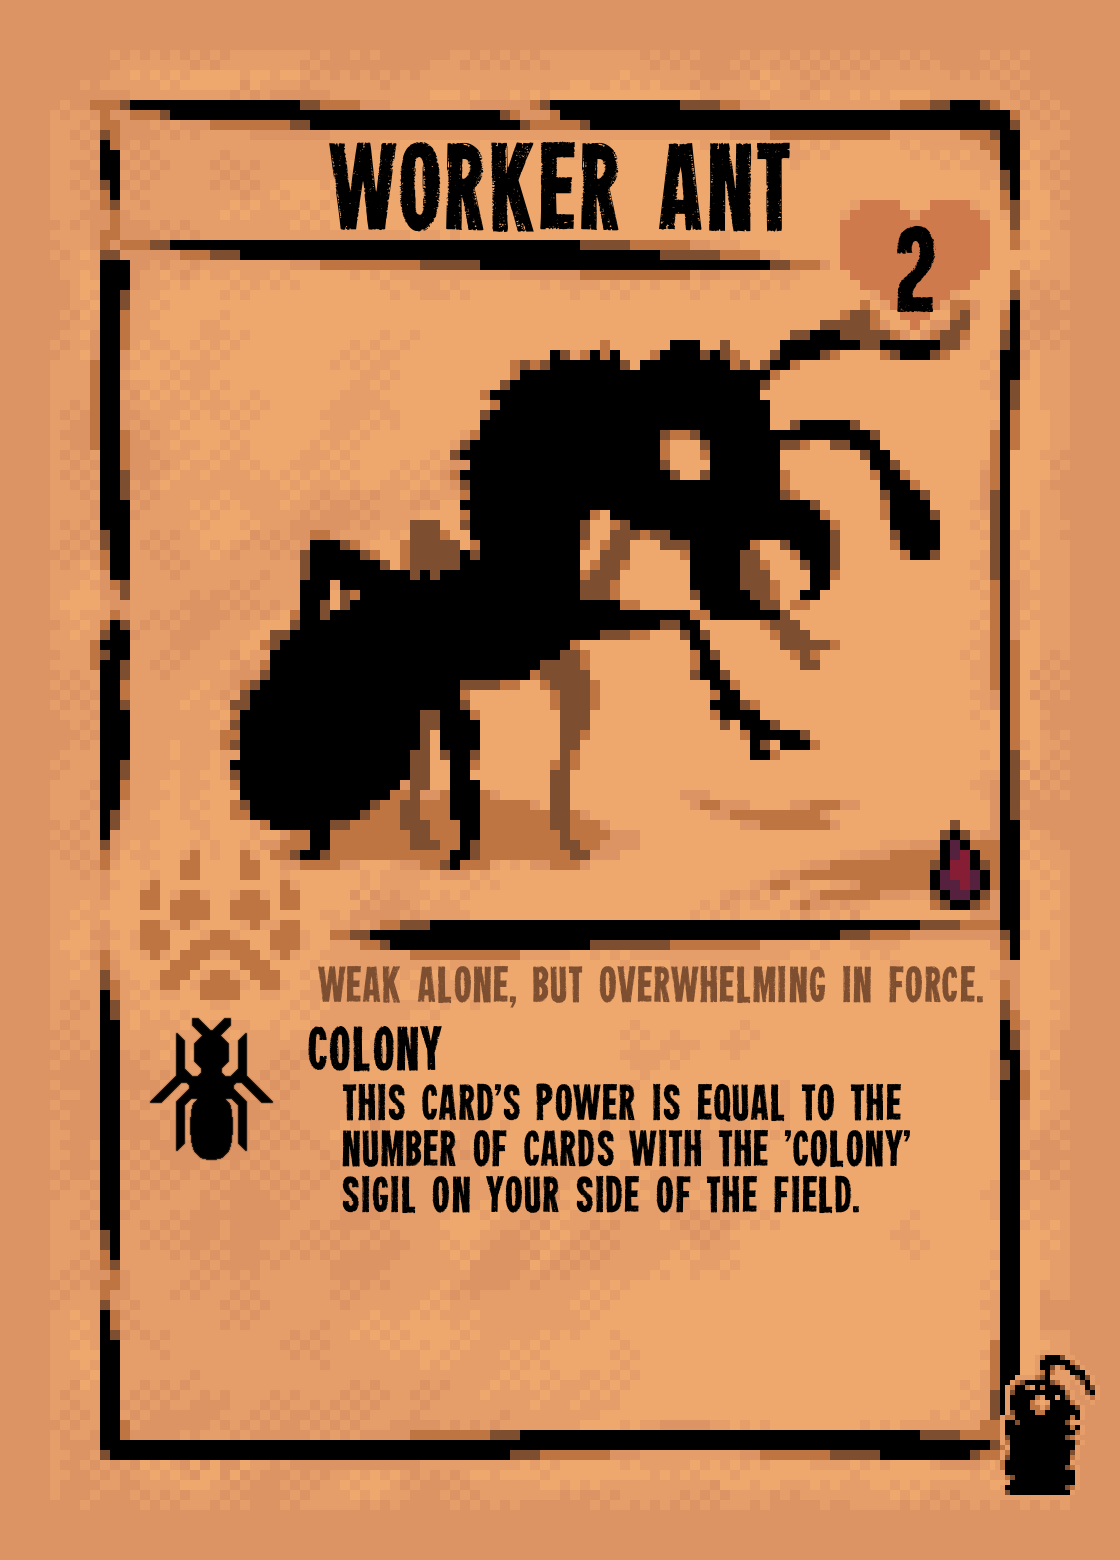 WORKER ANT
2
WEAK ALONE, BUT OVERWHELMING IN FORCE.
COLONY
THIS CARD'S POWER IS EQUAL TO THE
NUMBER OF CARDS WITH THE 'COLONY'
SIGIL ON YOUR SIDE OF THE FIELD.